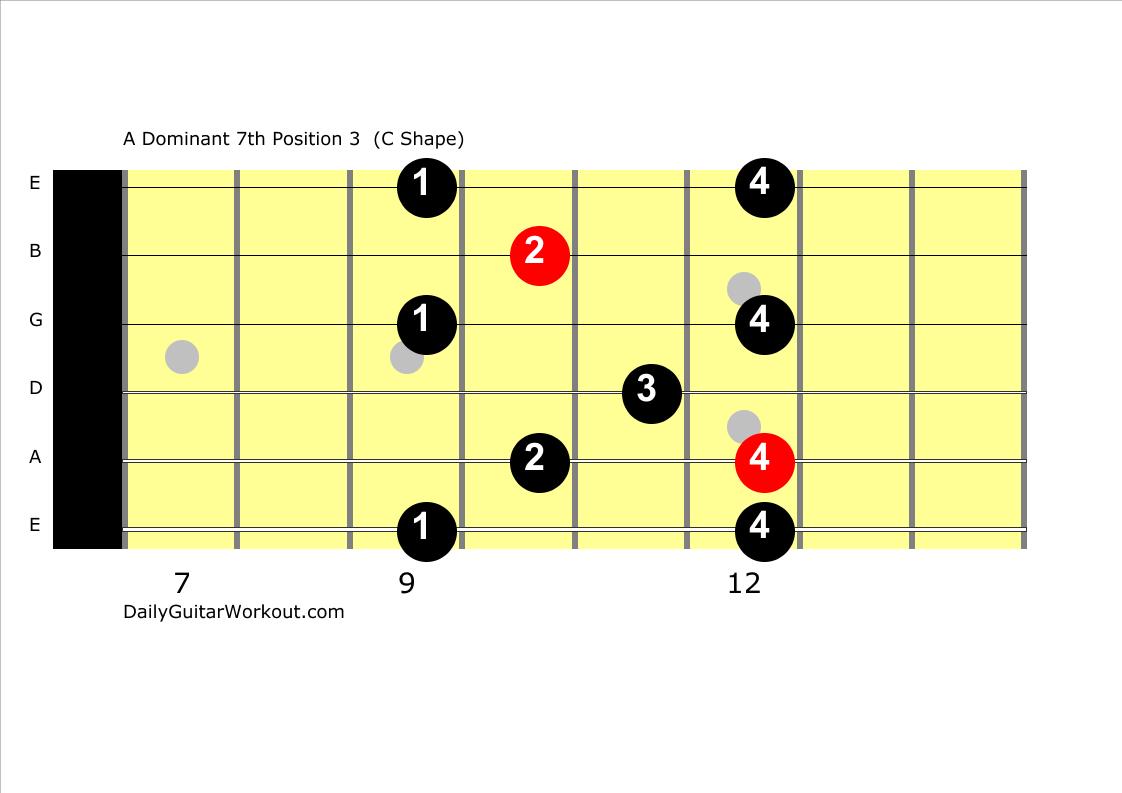 A Dominant 7th Position 3 (C Shape)
E 1 4
B 2
G 1 4
D 3
A 2 4
E 1 4
7 9 12
DailyGuitarWorkout.com